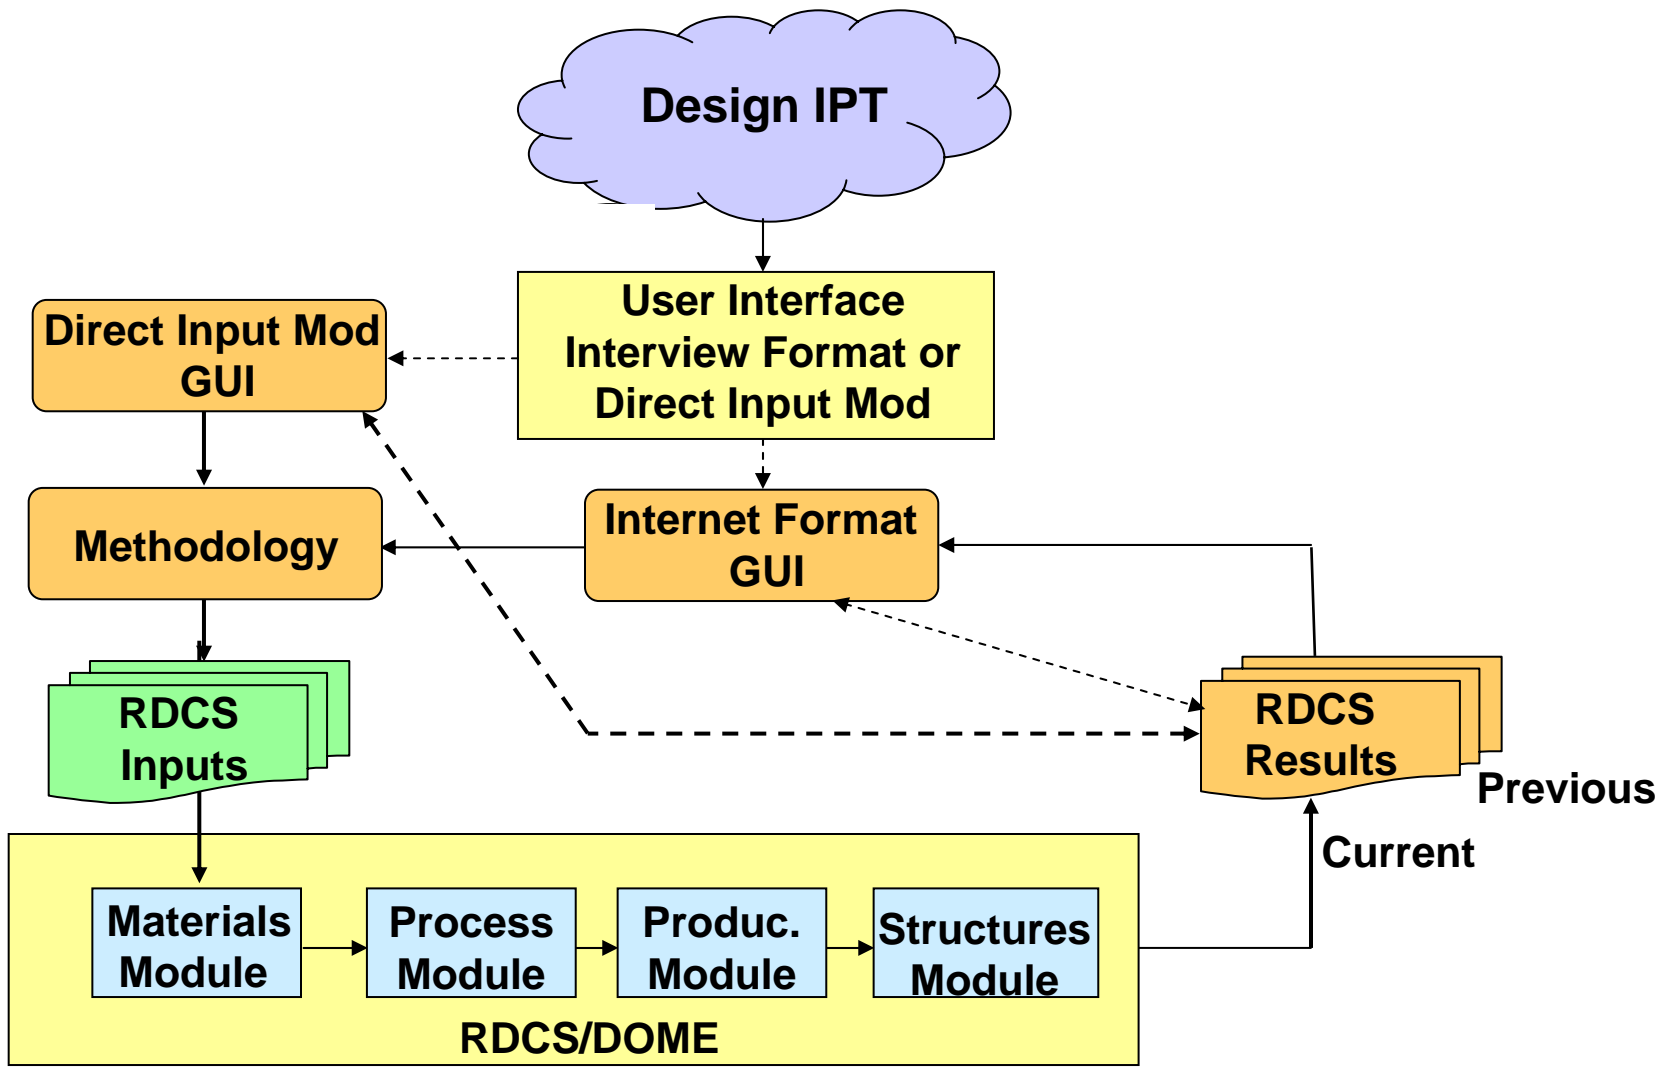 Design IPT
User Interface
Interview Format or
Direct Input Mod
Direct Input Mod
GUI
Methodology
Internet Format
GUI
RDCS
Inputs
RDCS
Results
Previous
Current
Materials
Module
Process
Module
Produc.
Module
Structures
Module
RDCS/DOME